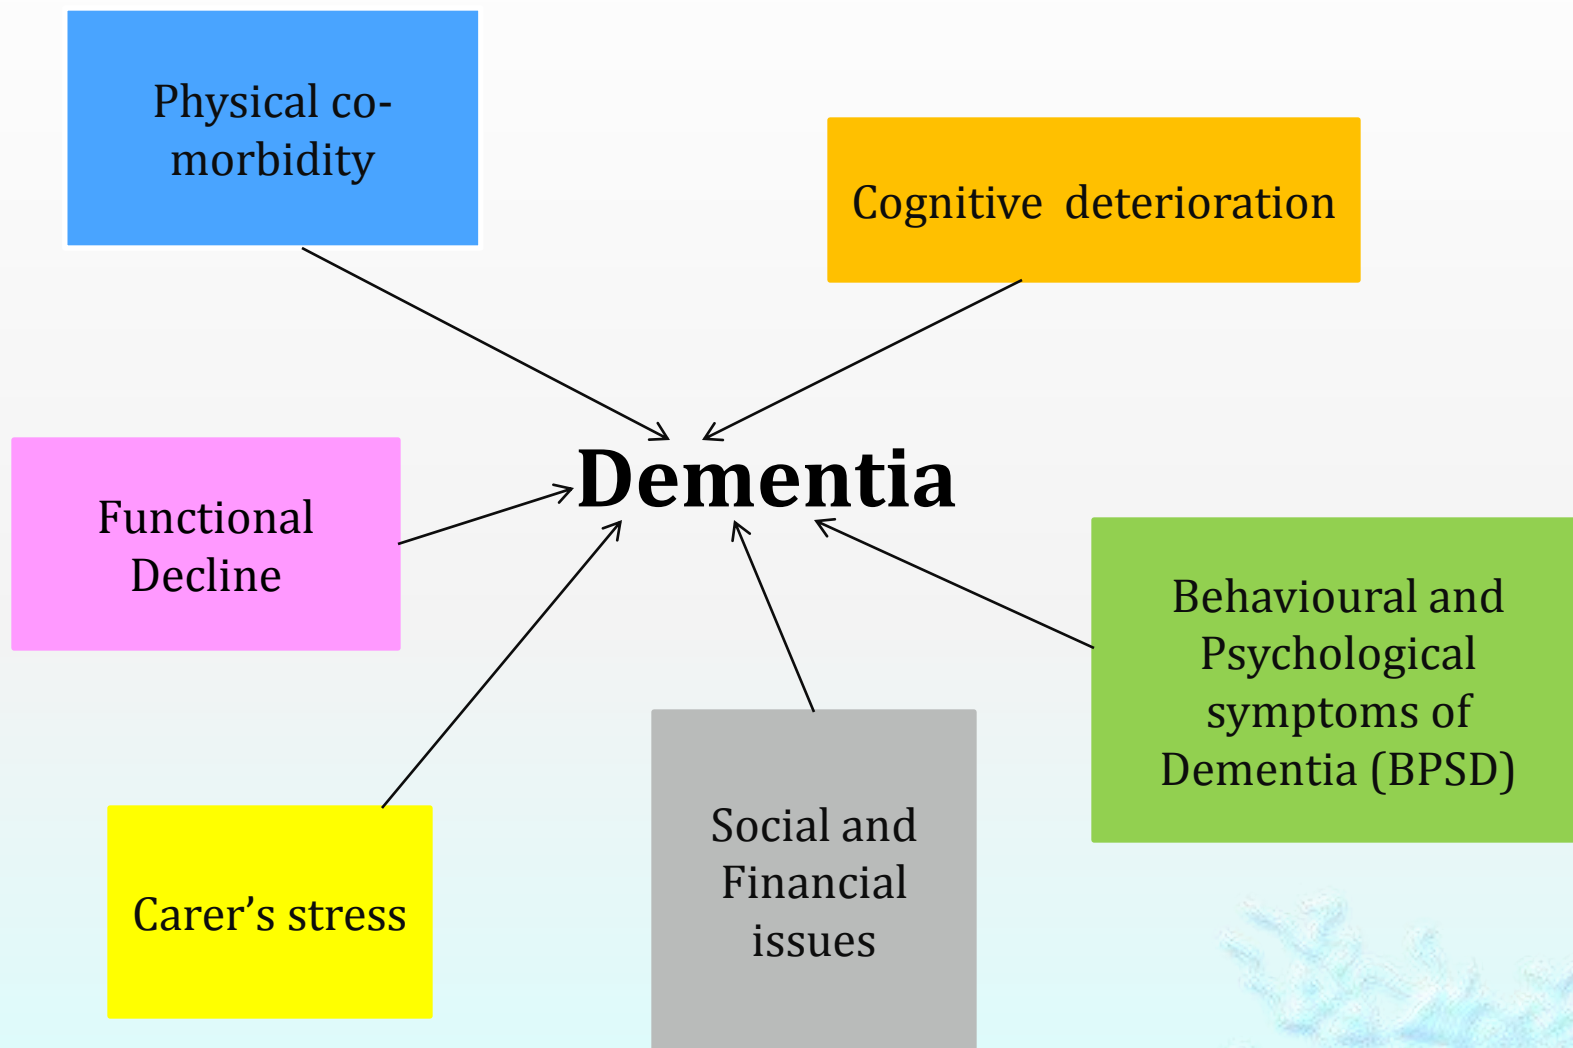 Physical co-
morbidity
Cognitive  deterioration
Dementia
Functional
Decline
Behavioural and
Psychological
symptoms of
Dementia (BPSD)
Social and
Financial
issues
Carer’s stress